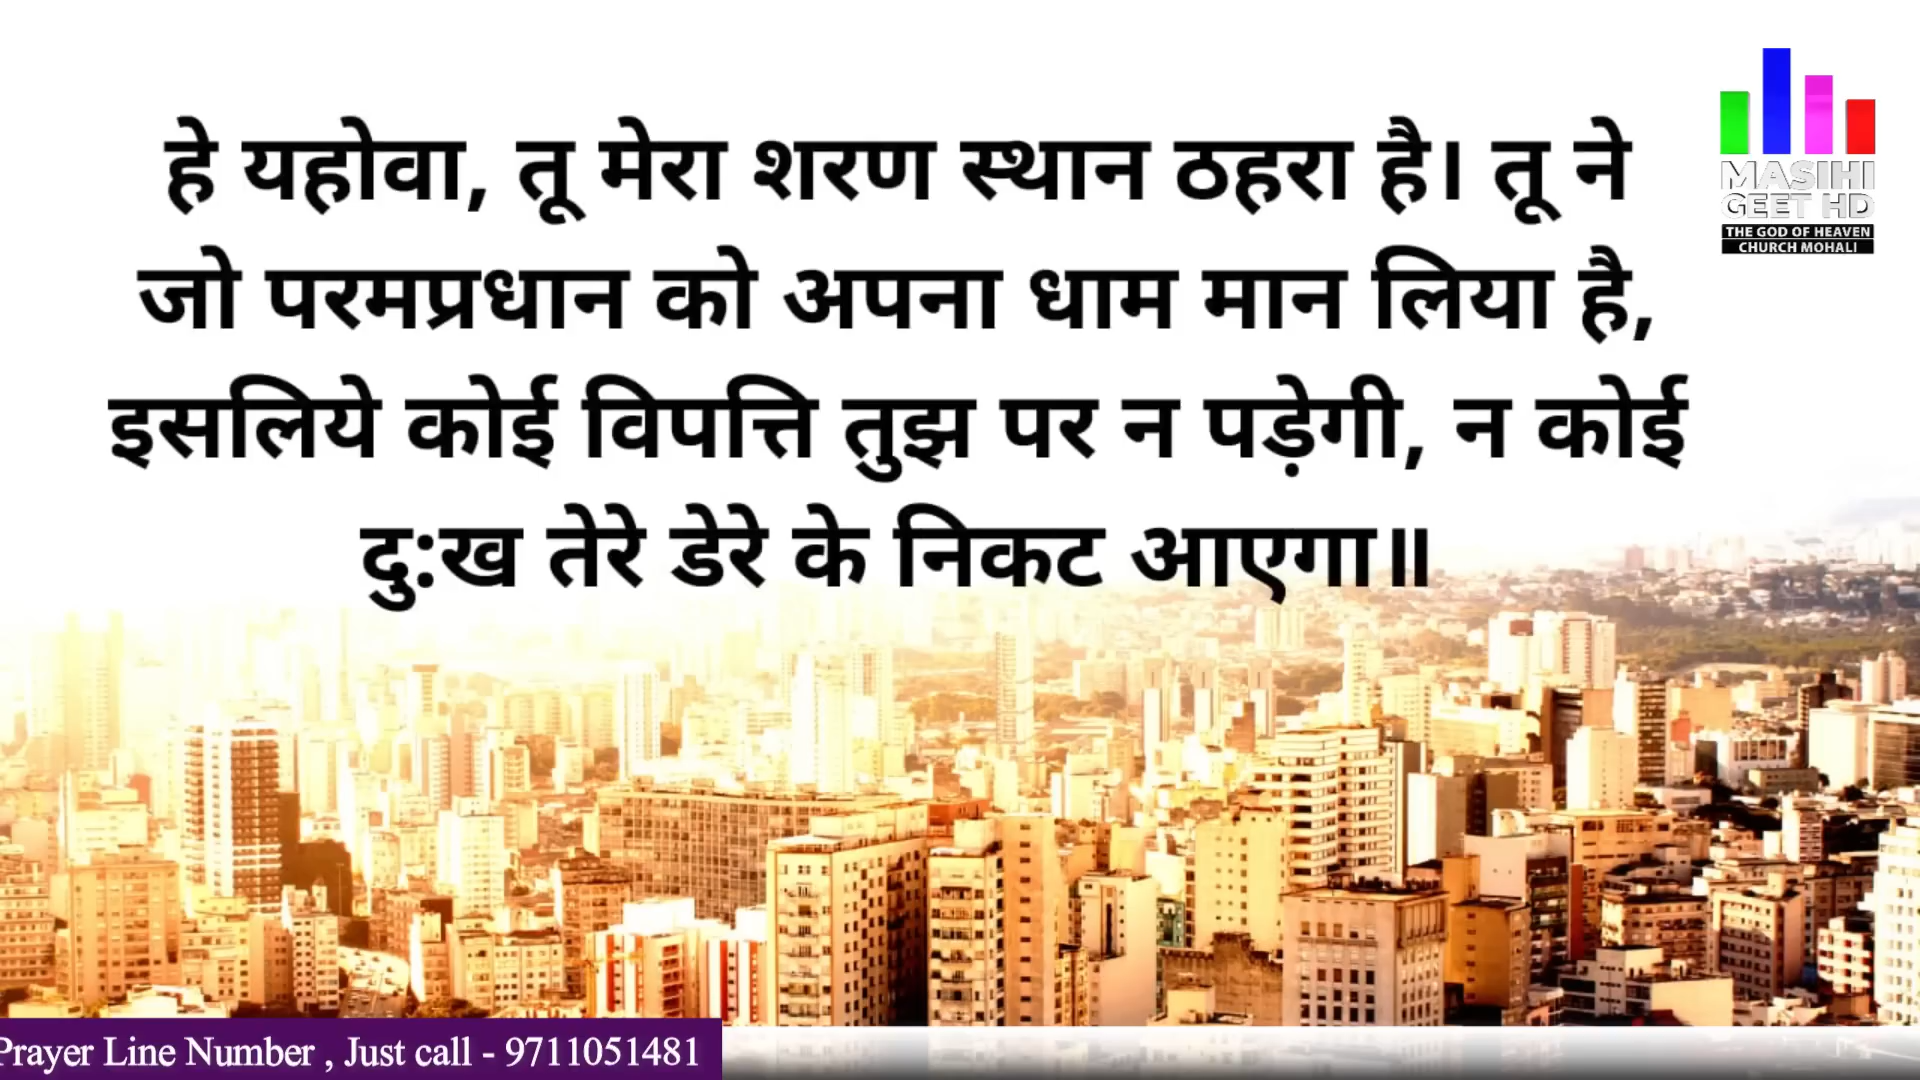 हे यहोवा, तू मेरा शरण स्थान ठहरा है। तू ने
जो परमप्रधान को अपना धाम मान लिया है,
इसलिये कोई विपत्ति तुझ पर न पड़ेगी, न कोई
दु:ख तेरे डेरे के निकट आएगा॥
MASIHI
GEET HD
THE GOD OF HEAVEN
CHURCH MOHALI
Prayer Line Number , Just call - 9711051481